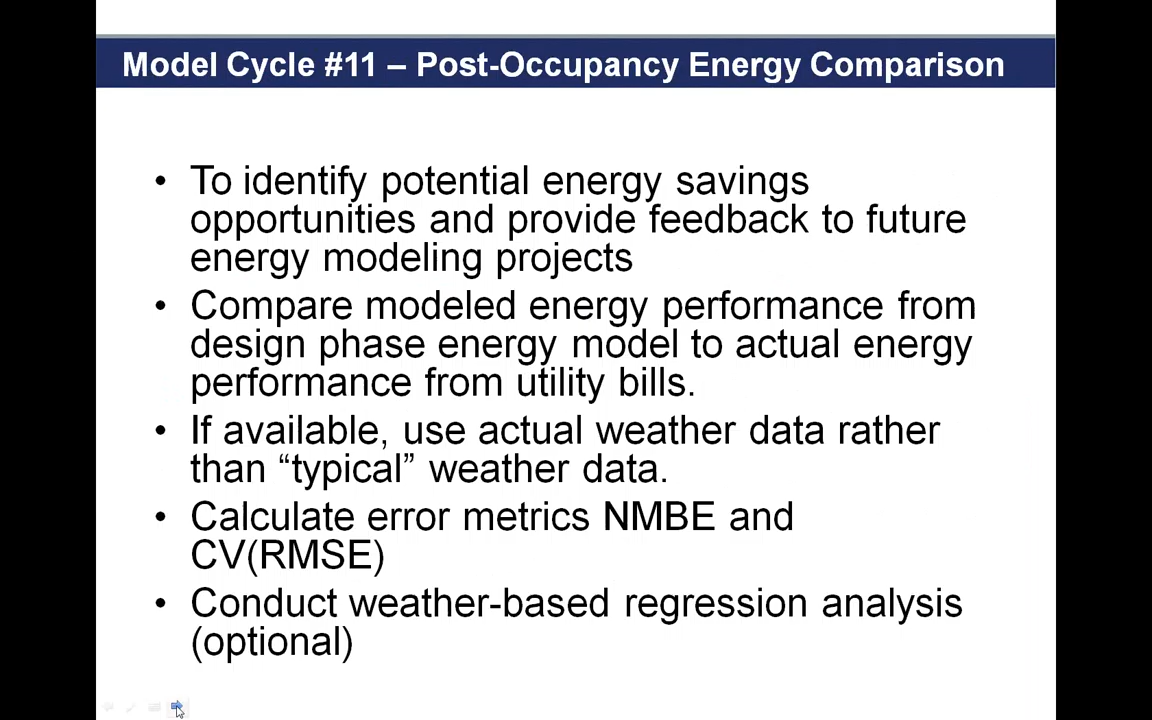 Model Cycle #11 – Post-Occupancy Energy Comparison
• To identify potential energy savings
opportunities and provide feedback to future
energy modeling projects
• Compare modeled energy performance from
design phase energy model to actual energy
performance from utility bills.
• If available, use actual weather data rather
than “typical” weather data.
• Calculate error metrics NMBE and
CV(RMSE)
• Conduct weather-based regression analysis
(optional)